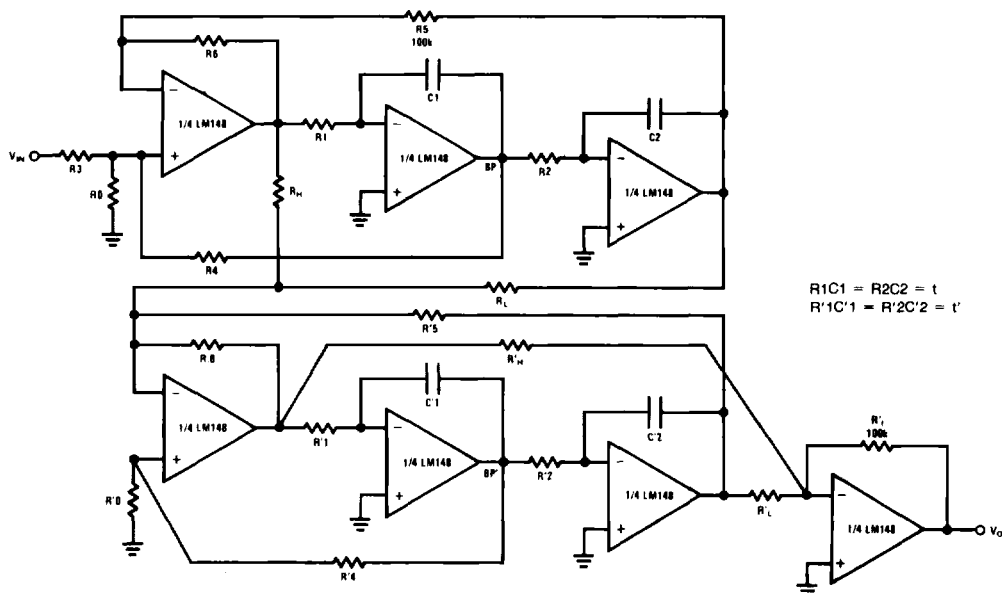 R5
100k
R6
C1
C2
1/4 LM148
R1
1/4 LM148
BP
R2
1/4 LM148
VIN
R3
R0
RH
R4
RL
R1C1 = R2C2 = t
R'1C'1 = R'2C'2 = t'
R'5
R'6
R'H
C'1
C'2
R'f
100k
1/4 LM148
R'1
1/4 LM148
BP'
R'2
1/4 LM148
R'L
1/4 LM148
VO
R'0
R'4